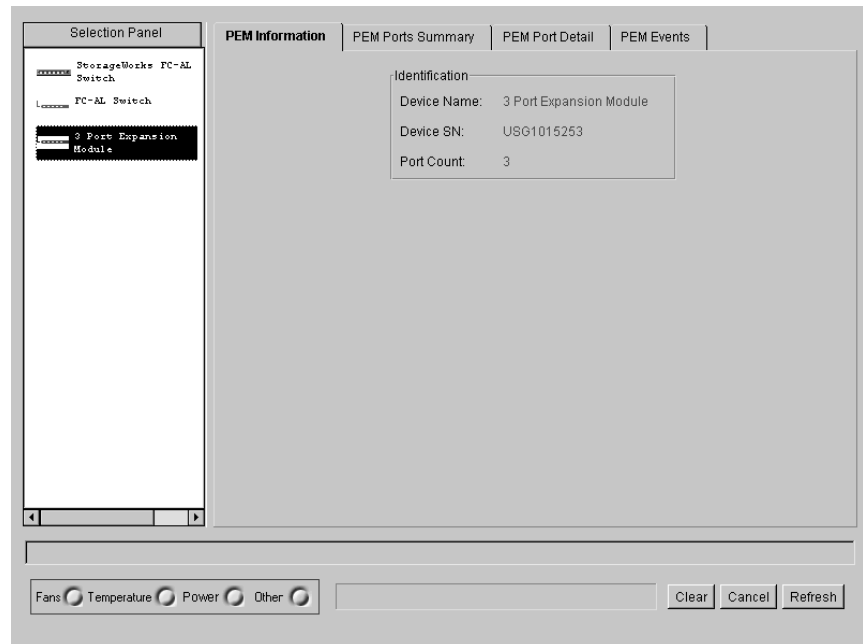 Selection Panel
StorageWorks FC-AL
Switch
FC-AL Switch
3 Port Expansion
Module
PEM Information
PEM Ports Summary
PEM Port Detail
PEM Events
Identification
Device Name: 3 Port Expansion Module
Device SN: USG1015253
Port Count: 3
Fans
Temperature
Power
Other
Clear
Cancel
Refresh